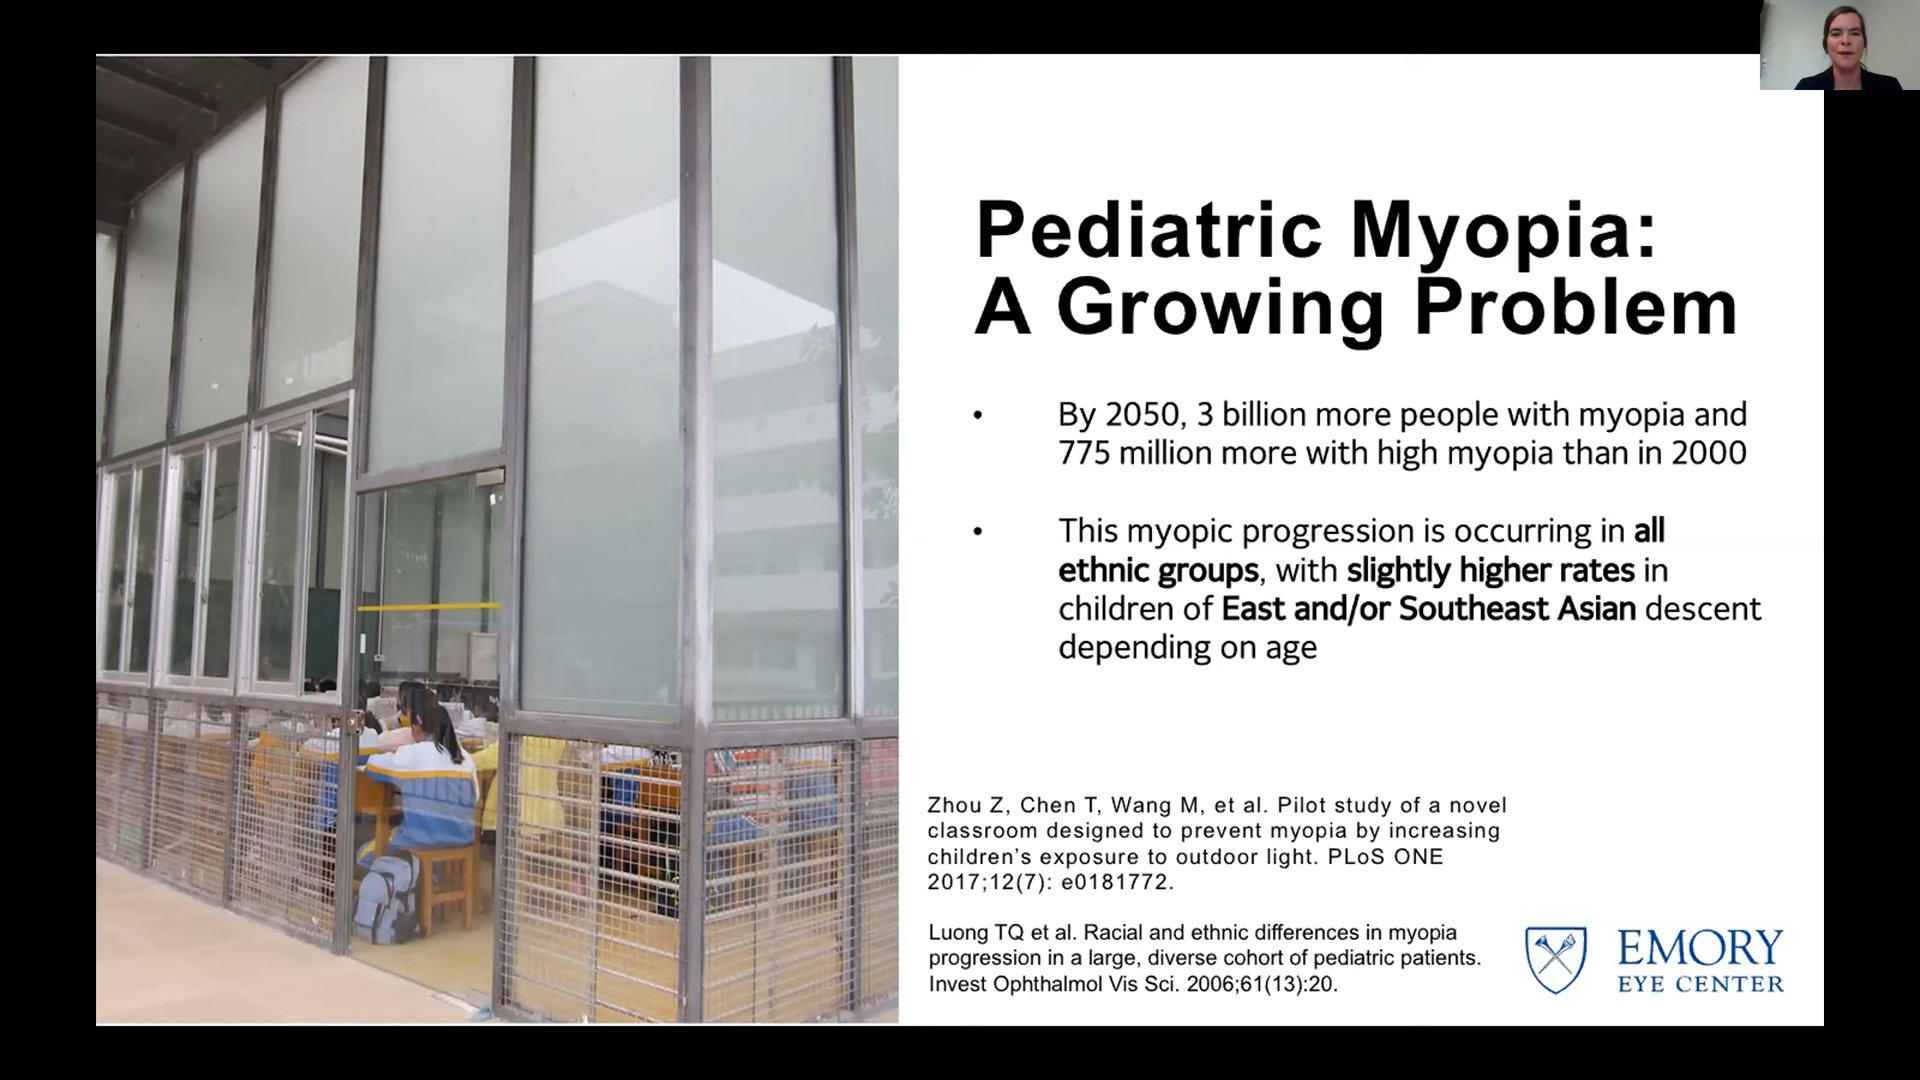 Pediatric Myopia:
A Growing Problem
• By 2050, 3 billion more people with myopia and
775 million more with high myopia than in 2000
• This myopic progression is occurring in all
ethnic groups, with slightly higher rates in
children of East and/or Southeast Asian descent
depending on age
Zhou Z, Chen T, Wang M, et al. Pilot study of a novel
classroom designed to prevent myopia by increasing
children’s exposure to outdoor light. PLoS ONE
2017;12(7): e0181772.
Luong TQ et al. Racial and ethnic differences in myopia
progression in a large, diverse cohort of pediatric patients.
Invest Ophthalmol Vis Sci. 2006;61(13):20.
EMORY
EYE CENTER